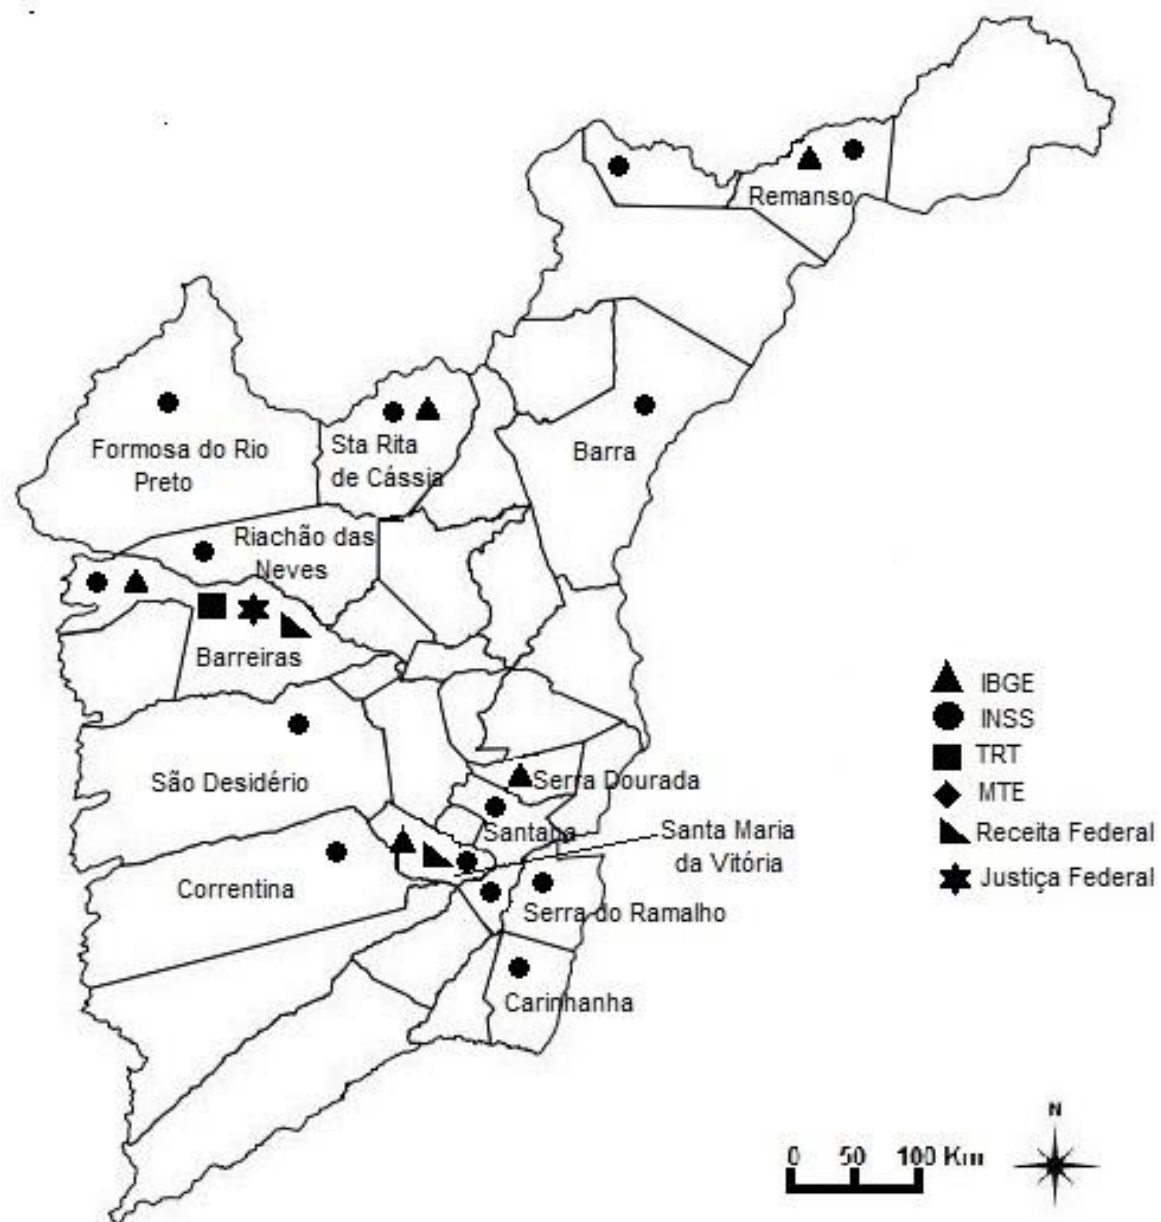 Remanso
Formosa do Rio
Preto
Sta Rita
de Cássia
Barra
Riachão das
Neves
Barreiras
São Desidério
Serra Dourada
Santana
Santa Maria
da Vitória
Correntina
Serra do Ramalho
Carinhanha
IBGE
INSS
TRT
MTE
Receita Federal
Justiça Federal
N
0 50 100 Km